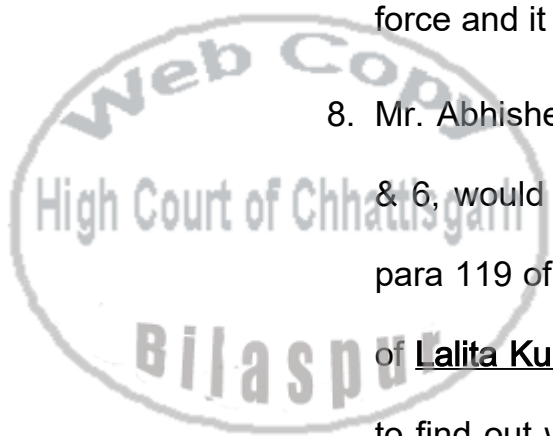 force and it
8. Mr. Abhishe
& 6, would
para 119 of
of Lalita Ku
to find out w
Web Copy
High Court of Chhattisgarh
Bilaspur